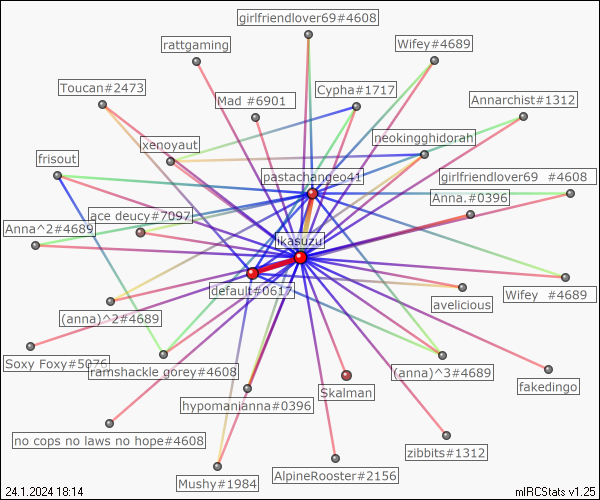 girlfriendlover69#4608
rattgaming
Wifey#4689
Toucan#2473
Cypha#1717
Mad #6901
Annarchist#1312
xenoyaut
neokingghidorah
frisout
pastachangeo41
girlfriendlover69 #4608
Anna.#0396
ace deucy#7097
Anna^2#4689
ikasuzu
default#0617
avelicious
Wifey #4689
(anna)^2#4689
Soxy Foxy#5076
ramshackle gorey#4608
(anna)^3#4689
fakedingo
Skalman
hypomanianna#0396
no cops no laws no hope#4608
zibbits#1312
Mushy#1984
AlpineRooster#2156
24.1.2024 18:14
mIRCStats v1.25